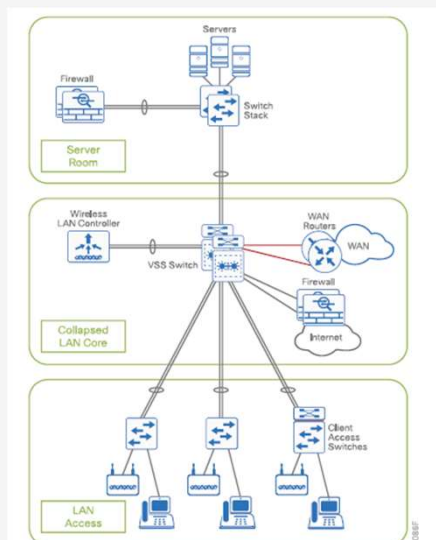 Servers
Firewall
Switch
Stack
Server
Room
Wireless
LAN Controller
WAN
Routers
WAN
VSS Switch
Firewall
Internet
Collapsed
LAN Core
Client
Access
Switches
LAN
Access